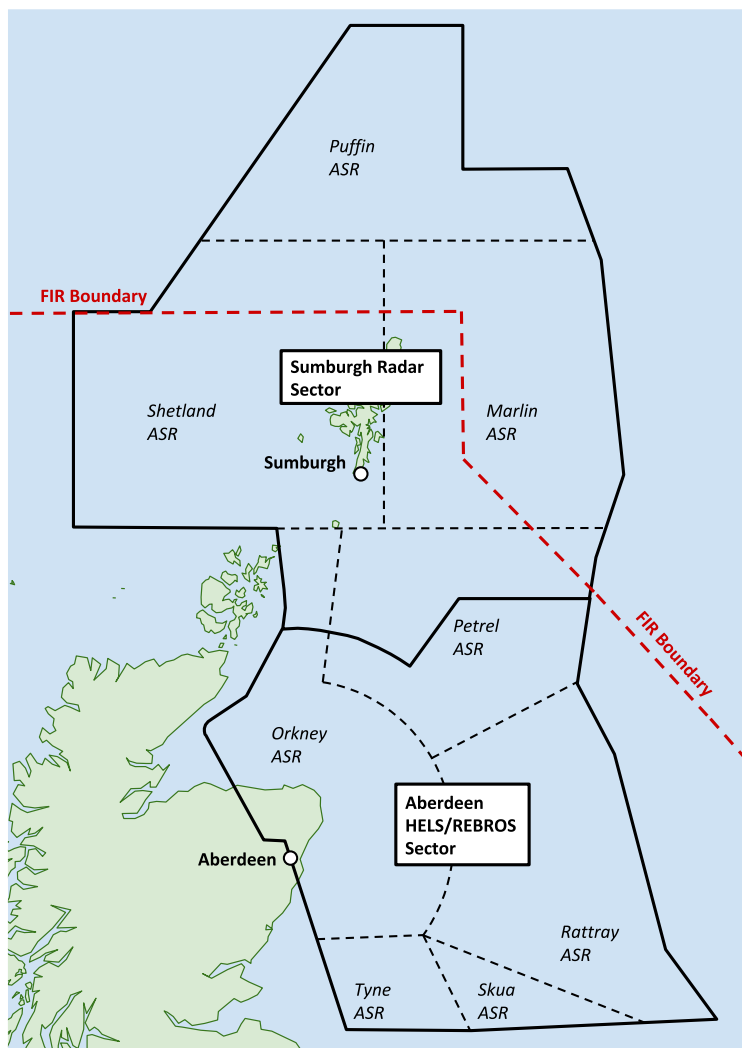 Puffin
ASR
FIR Boundary
Sumburgh Radar
Sector
Shetland
ASR
Marlin
ASR
Sumburgh
Petrel
ASR
FIR Boundary
Orkney
ASR
Aberdeen
HELS/REBROS
Sector
Aberdeen
Rattray
ASR
Tyne
ASR
Skua
ASR